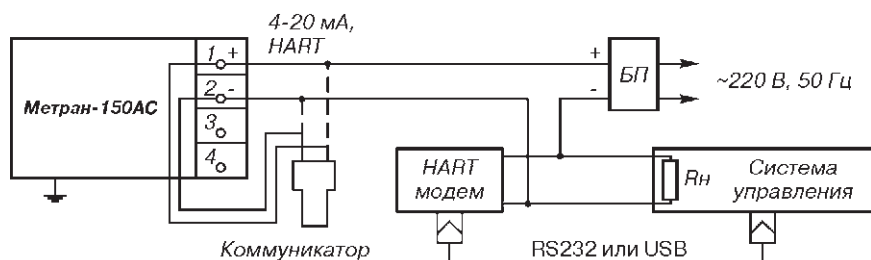 4-20 мА,
HART
1 +
2 -
3
4
Метран-150АС
+
-
БП
~220 В, 50 Гц
HART
модем
Rн
Система
управления
Коммуникатор
RS232 или USB